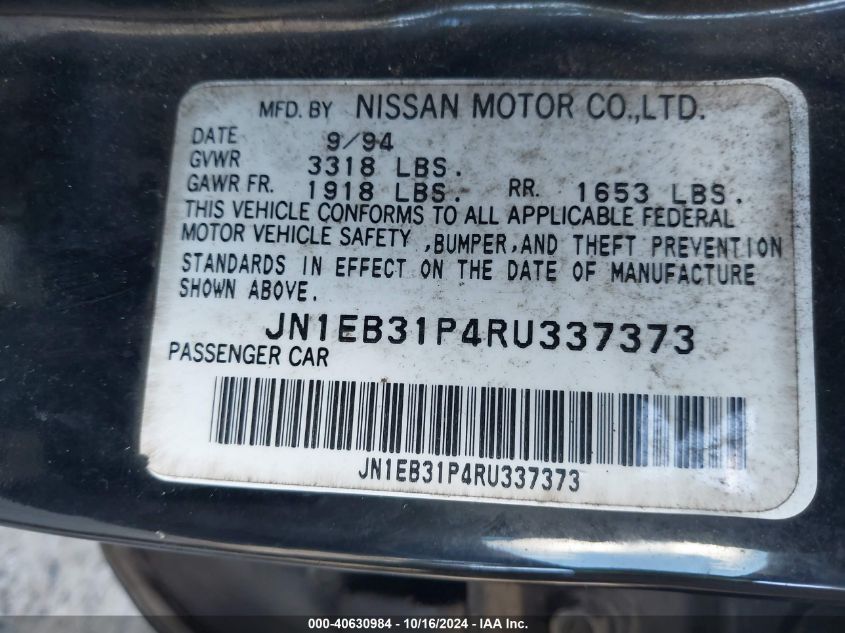 MFD. BY NISSAN MOTOR CO.,LTD.
DATE 9/94
GVWR 3318 LBS.
GAWR FR. 1918 LBS. RR. 1653 LBS.
THIS VEHICLE CONFORMS TO ALL APPLICABLE FEDERAL
MOTOR VEHICLE SAFETY ,BUMPER,AND THEFT PREVENTION
STANDARDS IN EFFECT ON THE DATE OF MANUFACTURE
SHOWN ABOVE.
JN1EB31P4RU337373
PASSENGER CAR
JN1EB31P4RU337373
000-40630984 - 10/16/2024 - IAAI.com.